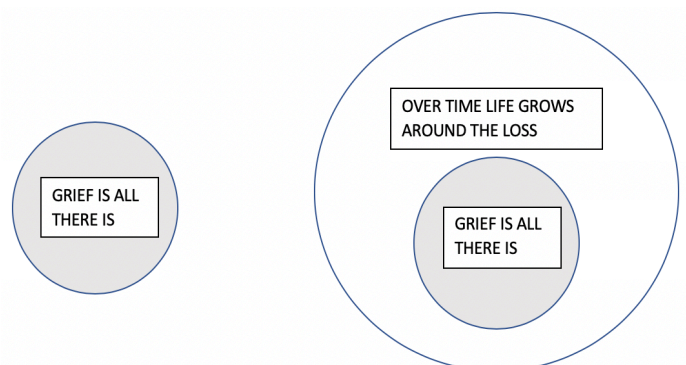 GRIEF IS ALL
THERE IS
OVER TIME LIFE GROWS
AROUND THE LOSS
GRIEF IS ALL
THERE IS